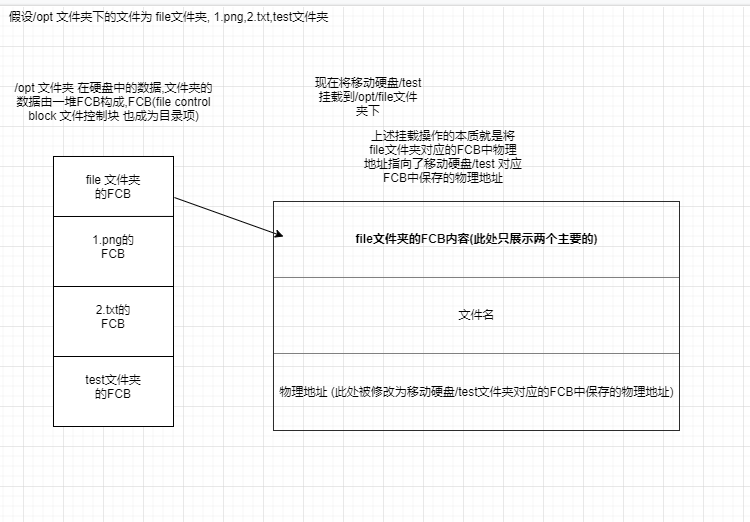 假设/opt 文件夹下的文件为 file文件夹, 1.png,2.txt,test文件夹
/opt 文件夹 在硬盘中的数据,文件夹的
数据由一堆FCB构成,FCB(file control
block 文件控制块 也成为目录项)
现在将移动硬盘/test
挂载到/opt/file文件
夹下
上述挂载操作的本质就是将
file文件夹对应的FCB中物理
地址指向了移动硬盘/test 对应
FCB中保存的物理地址
file 文件夹
的FCB
1.png的
FCB
2.txt的
FCB
test文件夹
的FCB
file文件夹的FCB内容(此处只展示两个主要的)
文件名
物理地址 (此处被修改为移动硬盘/test文件夹对应的FCB中保存的物理地址)